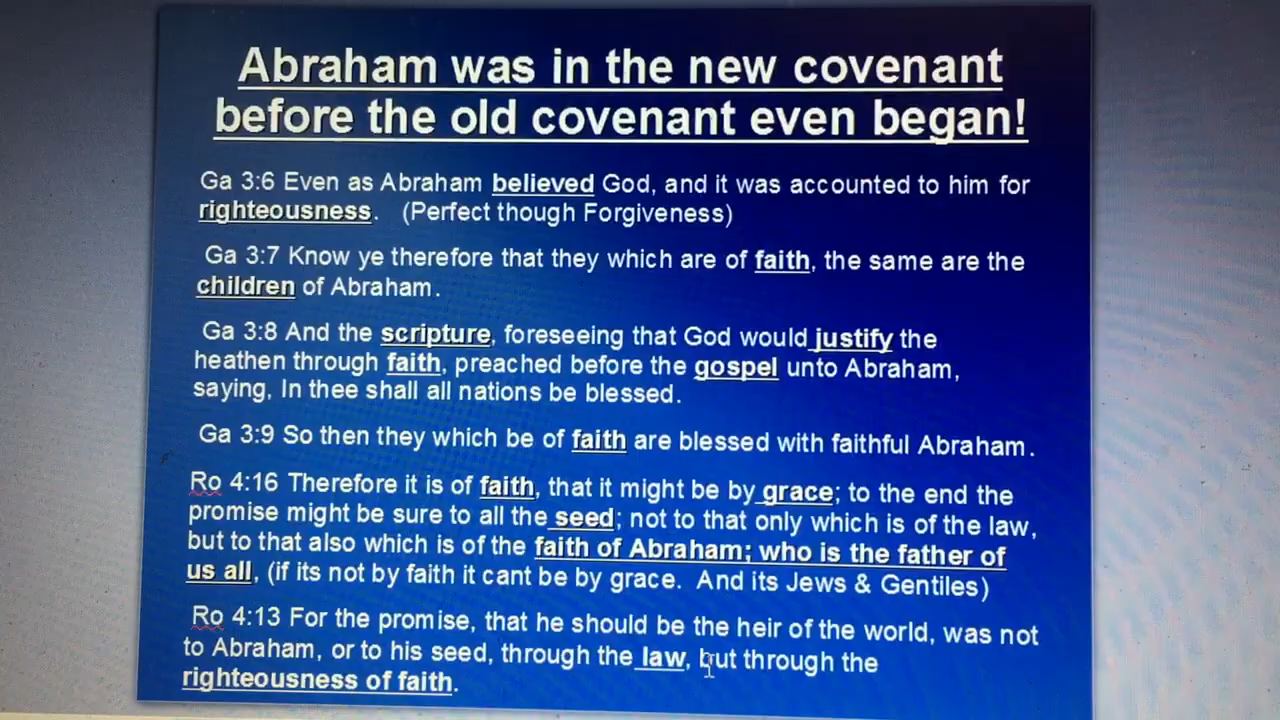 Abraham was in the new covenant
before the old covenant even began!
Ga 3:6 Even as Abraham believed God, and it was accounted to him for
righteousness. (Perfect though Forgiveness)
Ga 3:7 Know ye therefore that they which are of faith, the same are the
children of Abraham.
Ga 3:8 And the scripture, foreseeing that God would justify the
heathen through faith, preached before the gospel unto Abraham,
saying, In thee shall all nations be blessed.
Ga 3:9 So then they which be of faith are blessed with faithful Abraham.
Ro 4:16 Therefore it is of faith, that it might be by grace; to the end the
promise might be sure to all the seed; not to that only which is of the law,
but to that also which is of the faith of Abraham; who is the father of
us all, (if its not by faith it cant be by grace. And its Jews & Gentiles)
Ro 4:13 For the promise, that he should be the heir of the world, was not
to Abraham, or to his seed, through the law, but through the
righteousness of faith.